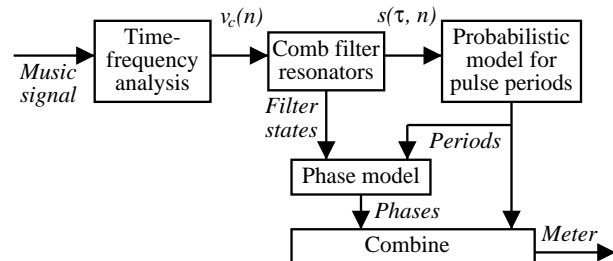 Music
signal
Time-
frequency
analysis
v_c(n)
Comb filter
resonators
s(τ, n)
Probabilistic
model for
pulse periods
Filter
states
Periods
Phase model
Phases
Combine
Meter